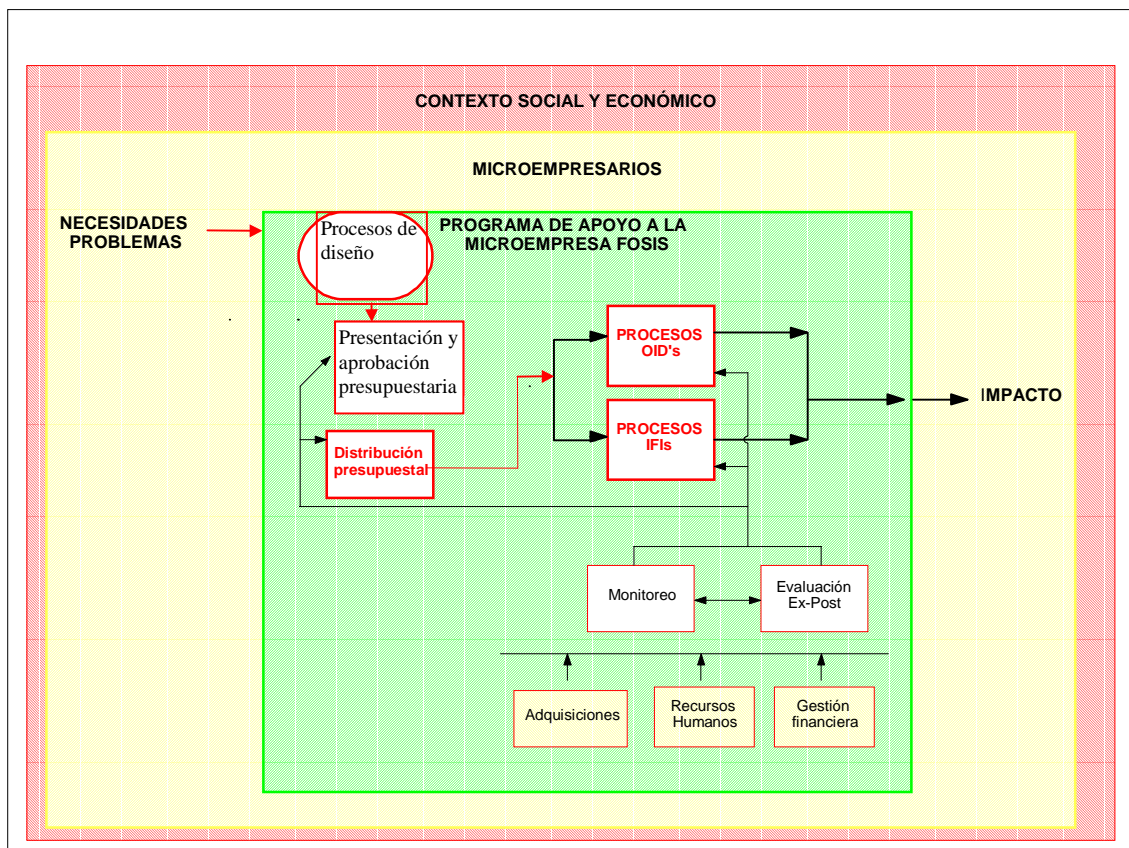 CONTEXTO SOCIAL Y ECONÓMICO
MICROEMPRESARIOS
NECESIDADES
PROBLEMAS
Procesos de
diseño
PROGRAMA DE APOYO A LA
MICROEMPRESA FOSIS
Presentación y
aprobación
presupuestaria
Distribución
presupuestal
PROCESOS
OID's
PROCESOS
IFIs
IMPACTO
Monitoreo
Evaluación
Ex-Post
Adquisiciones
Recursos
Humanos
Gestión
financiera